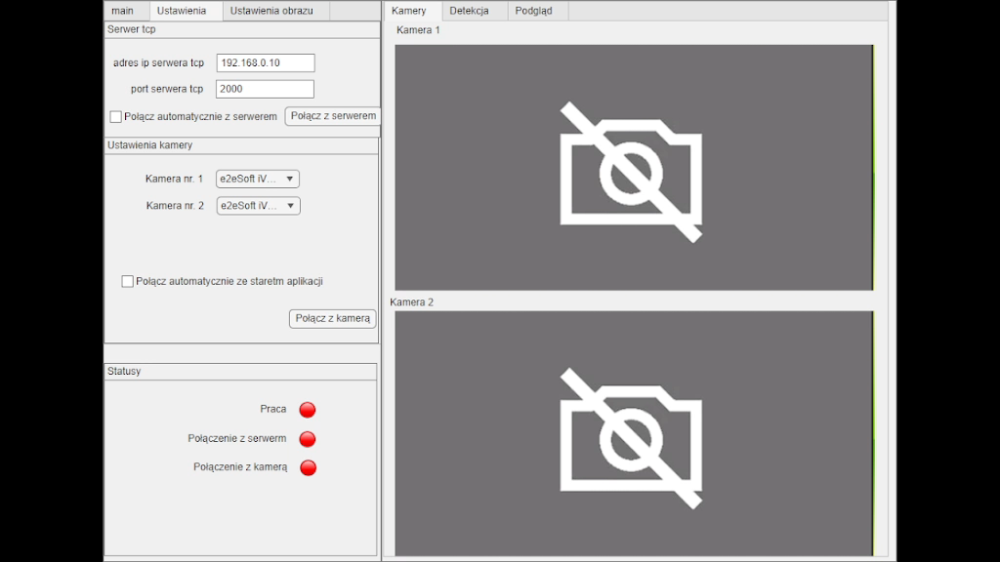 main
Ustawienia
Ustawienia obrazu
Serwer tcp
adres ip serwera tcp
192.168.0.10
port serwera tcp
2000
Połącz automatycznie z serwerem
Połącz z serwerem
Ustawienia kamery
Kamera nr. 1
e2eSoft iV...
Kamera nr. 2
e2eSoft iV...
Połącz automatycznie ze staretm aplikacji
Połącz z kamerą
Statusy
Praca
Połączenie z serwerm
Połączenie z kamerą
Kamery
Detekcja
Podgląd
Kamera 1
Kamera 2